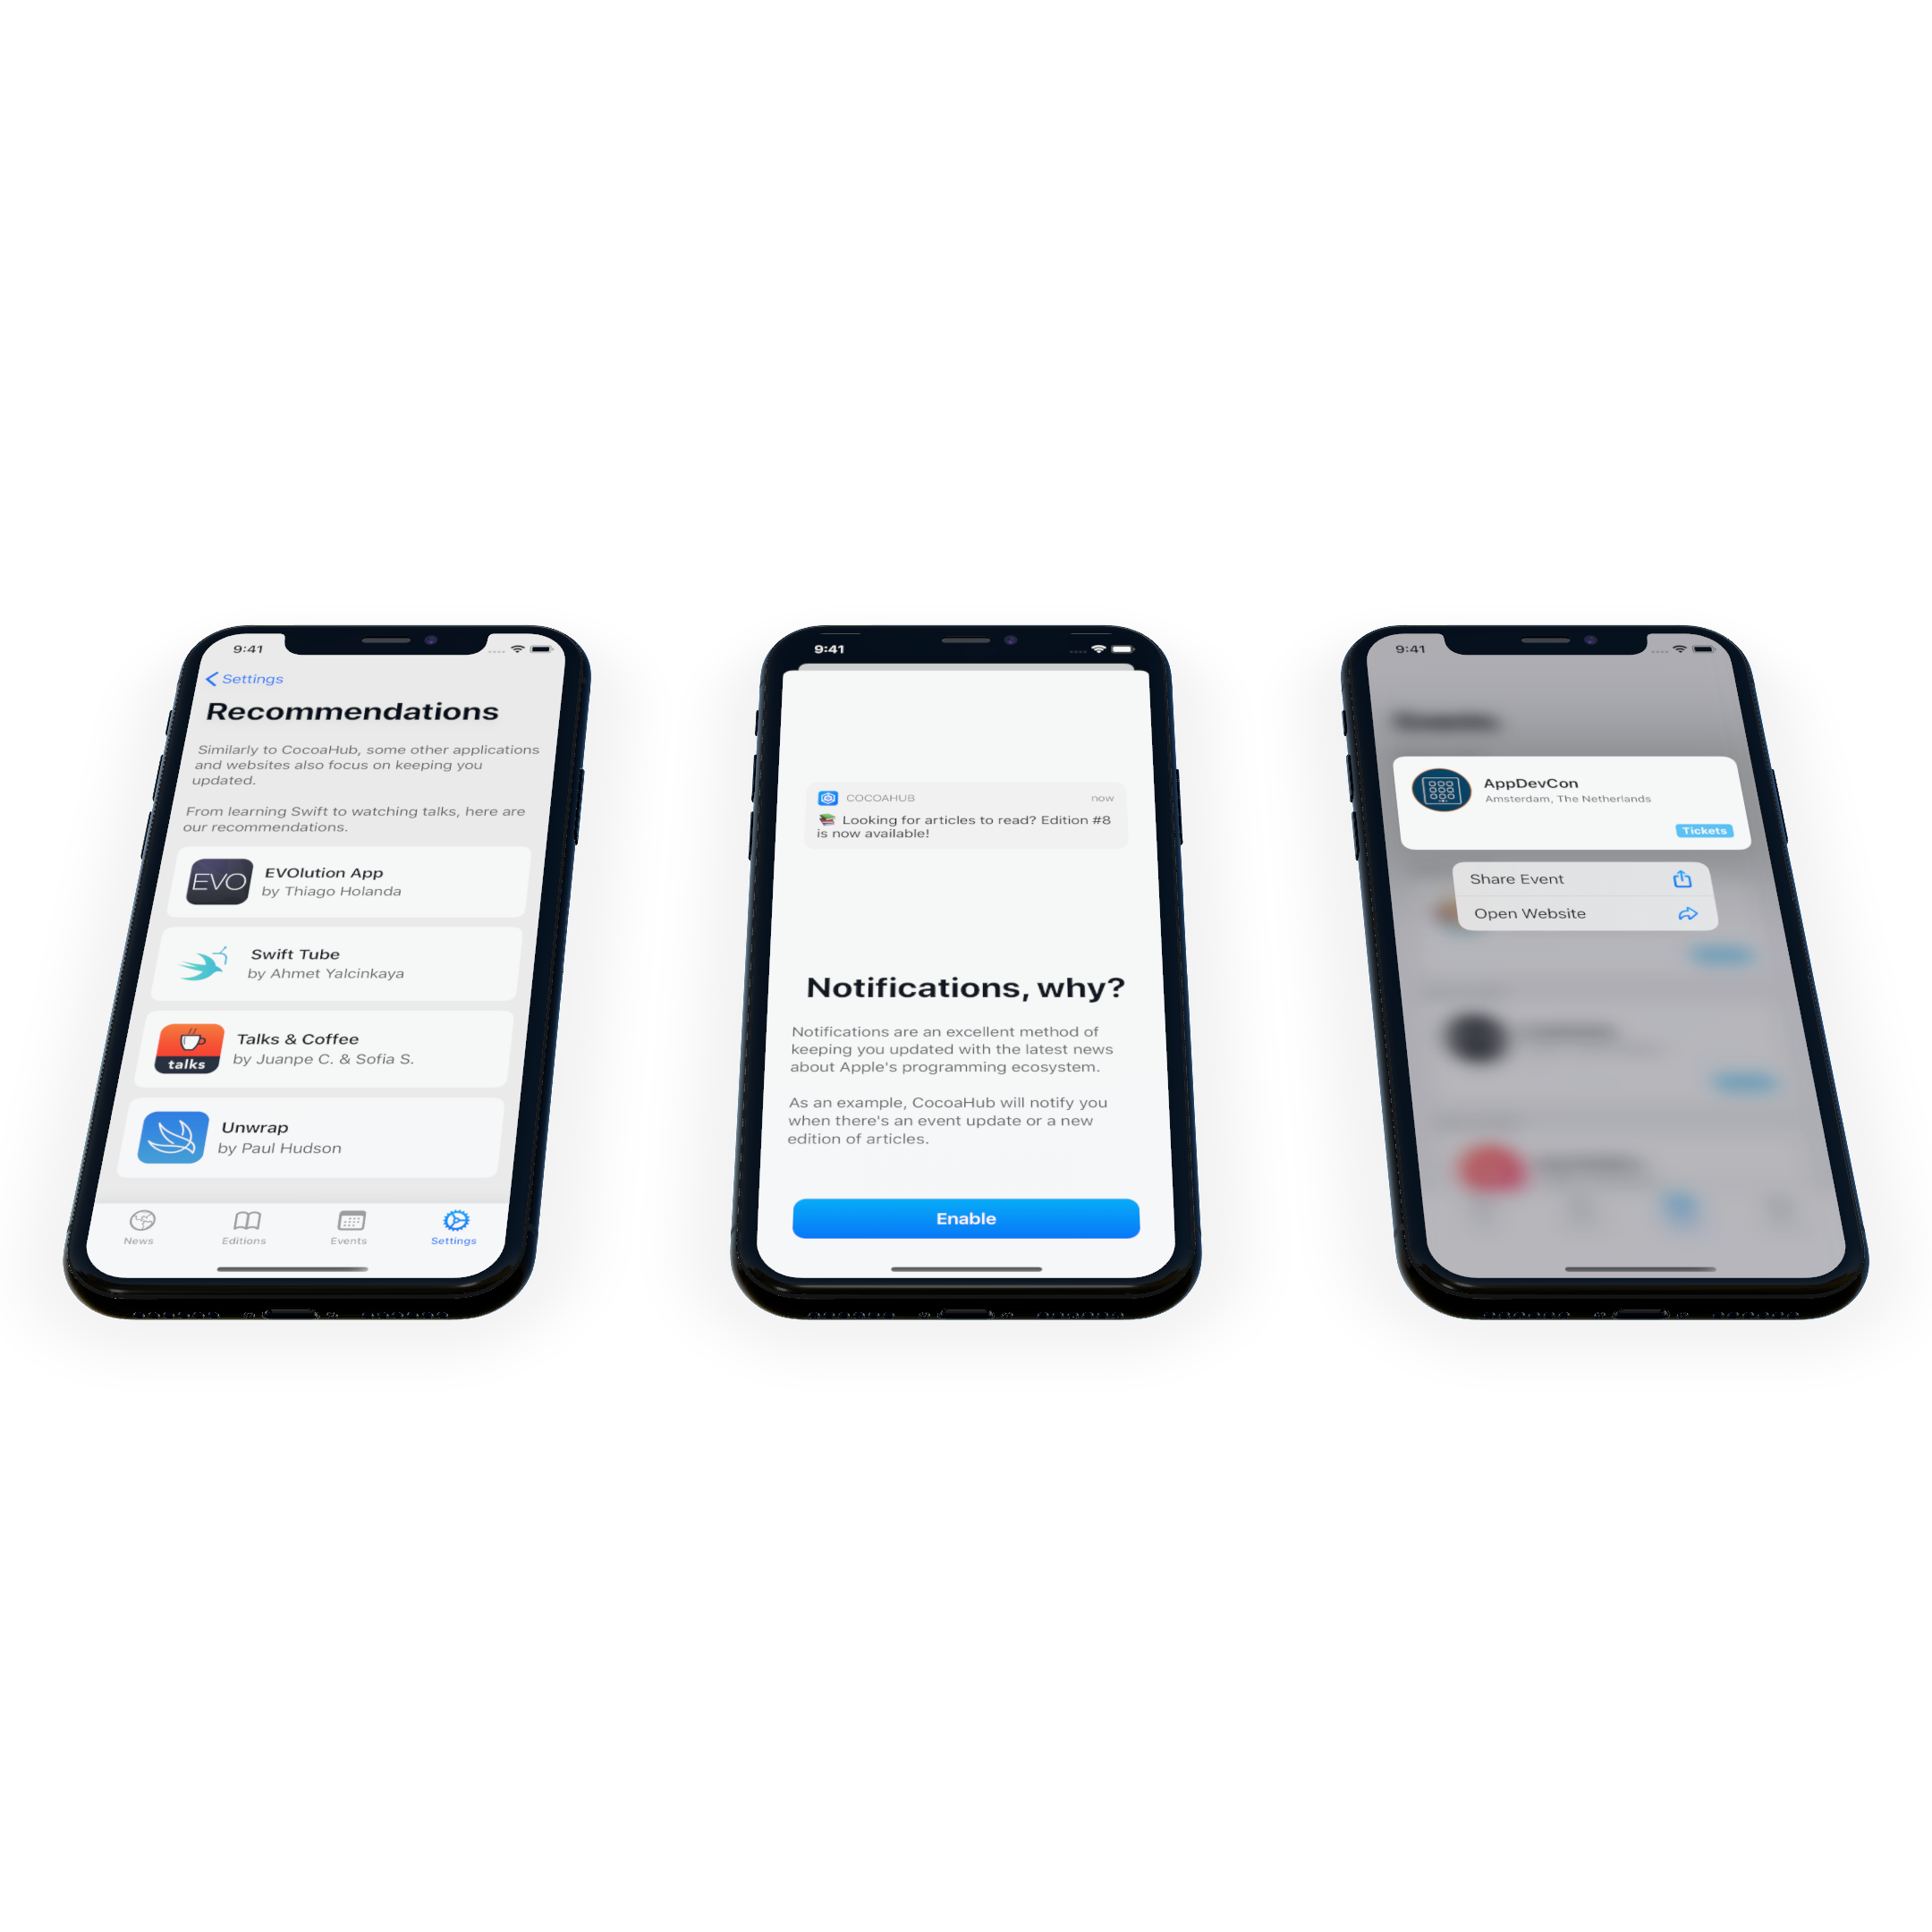 9:41
Settings
Recommendations
Similarly to CocoaHub, some other applications
and websites also focus on keeping you
updated.
From learning Swift to watching talks, here are
our recommendations.
EVO
EVOlution App
by Thiago Holanda
Swift Tube
by Ahmet Yalcinkaya
talks
Talks & Coffee
by Juanpe C. & Sofia S.
Unwrap
by Paul Hudson
News
Editions
Events
Settings
9:41
COCOAHUB
now
Looking for articles to read? Edition #8
is now available!
Notifications, why?
Notifications are an excellent method of
keeping you updated with the latest news
about Apple's programming ecosystem.
As an example, CocoaHub will notify you
when there's an event update or a new
edition of articles.
Enable
9:41
AppDevCon
Amsterdam, The Netherlands
Tickets
Share Event
Open Website